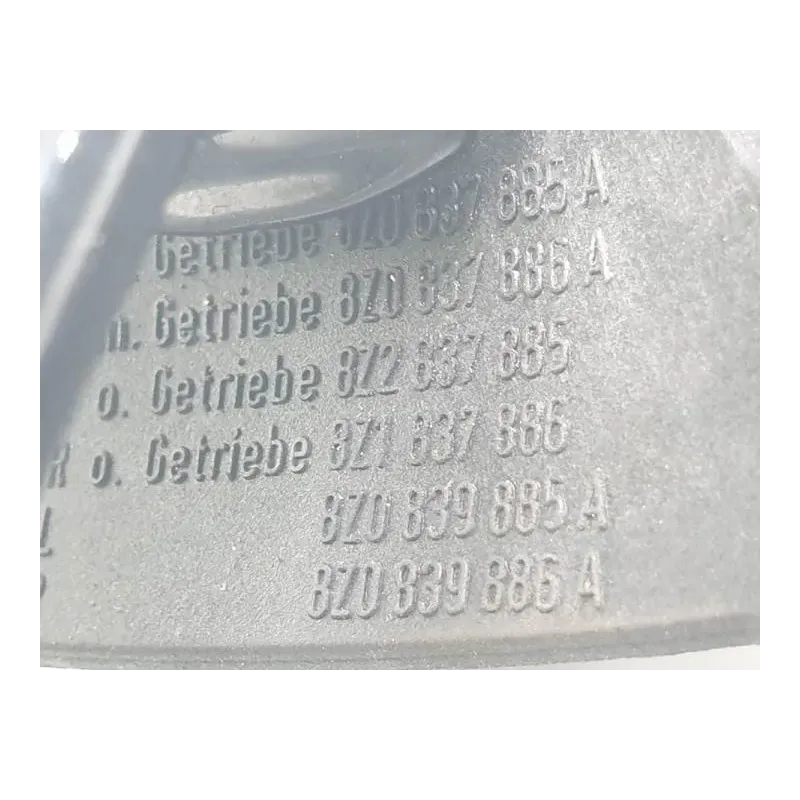 . Getriebe 8Z0 837 885 A
m. Getriebe 8Z0 837 886 A
o. Getriebe 8Z2 837 885
R o. Getriebe 8Z1 837 886
L 8Z0 839 885 A
8Z0 839 886 A